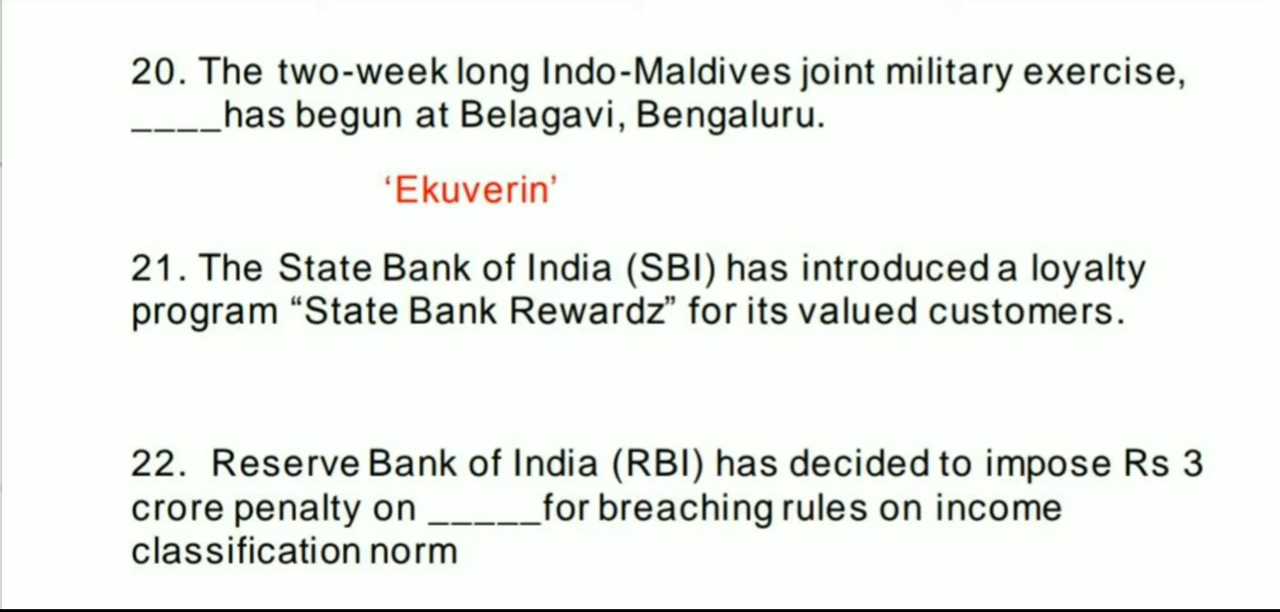 20. The two-week long Indo-Maldives joint military exercise,
____has begun at Belagavi, Bengaluru.
‘Ekuverin’
21. The State Bank of India (SBI) has introduced a loyalty
program “State Bank Rewardz” for its valued customers.
22. Reserve Bank of India (RBI) has decided to impose Rs 3
crore penalty on _____for breaching rules on income
classification norm